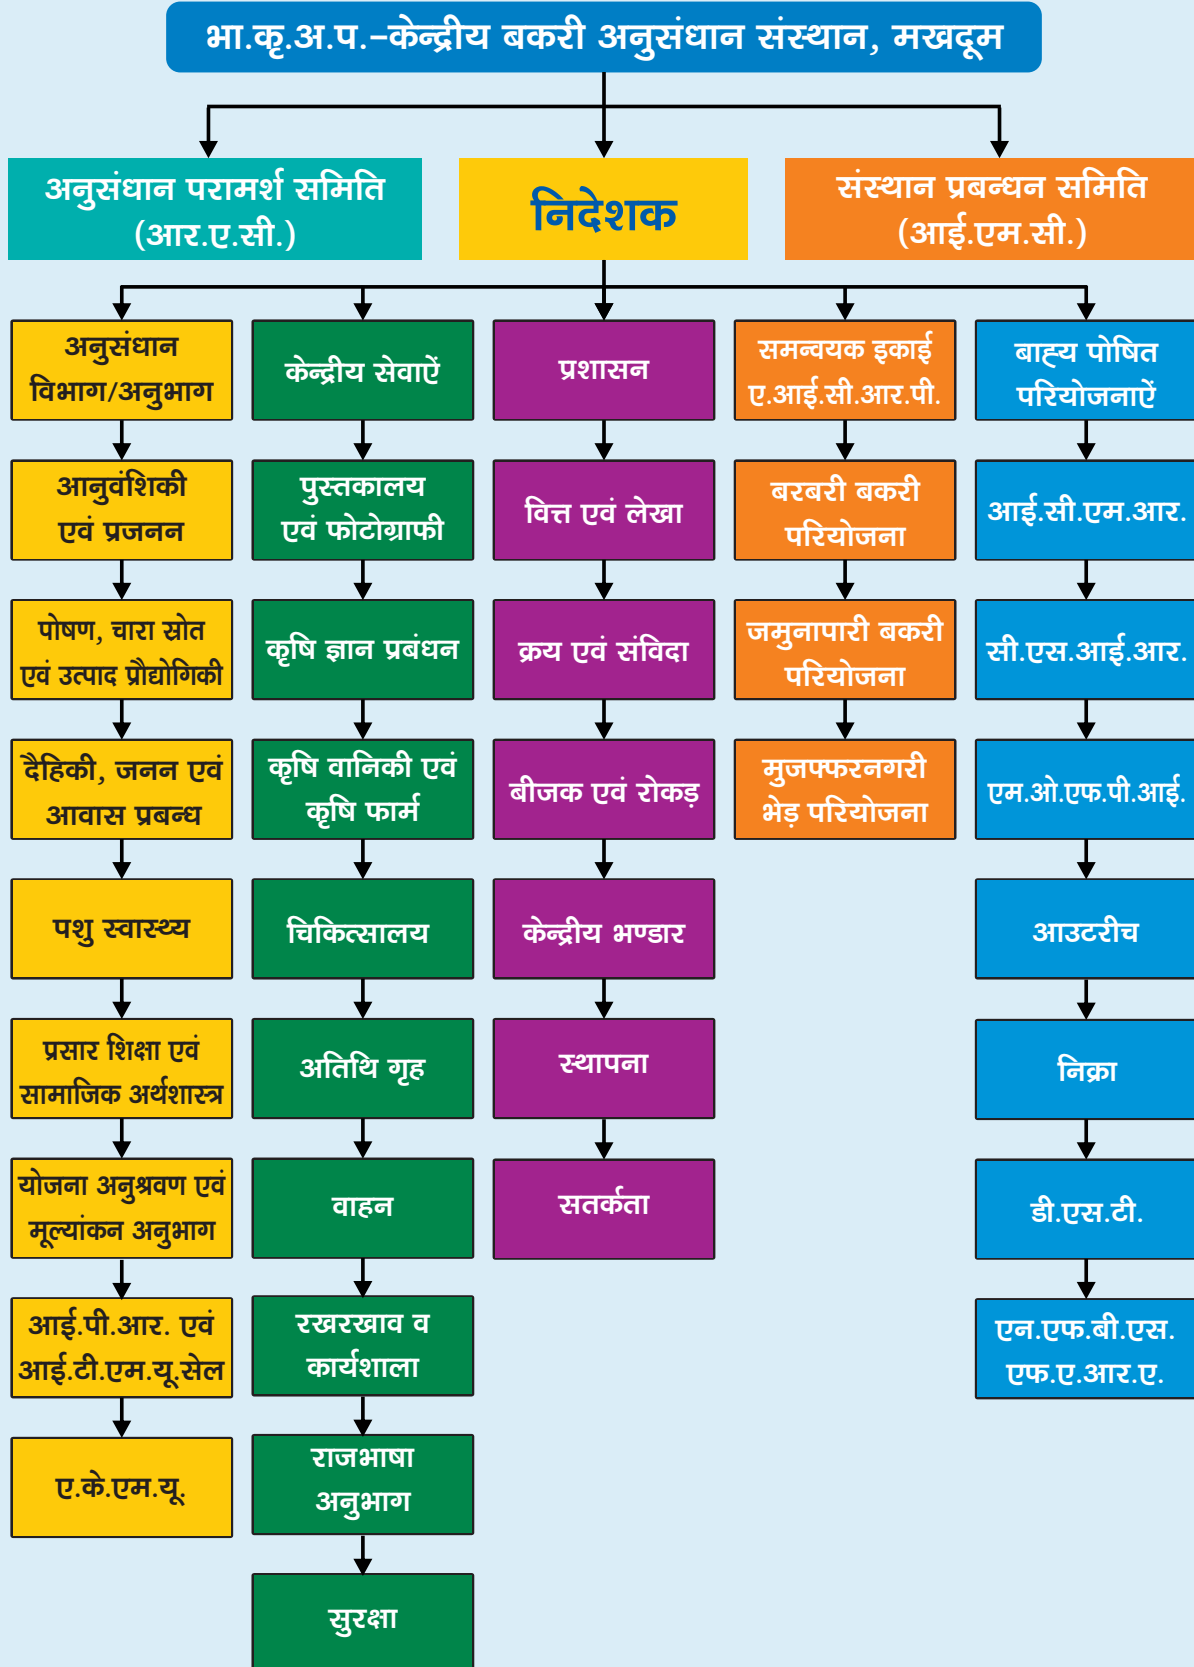 भा.कृ.अ.प.-केन्द्रीय बकरी अनुसंधान संस्थान, मखदूम
अनुसंधान परामर्श समिति
(आर.ए.सी.)
निदेशक
संस्थान प्रबन्धन समिति
(आई.एम.सी.)
अनुसंधान
विभाग/अनुभाग
आनुवंशिकी
एवं प्रजनन
पोषण, चारा स्रोत
एवं उत्पाद प्रौद्योगिकी
दैहिकी, जनन एवं
आवास प्रबन्ध
पशु स्वास्थ्य
प्रसार शिक्षा एवं
सामाजिक अर्थशास्त्र
योजना अनुश्रवण एवं
मूल्यांकन अनुभाग
आई.पी.आर. एवं
आई.टी.एम.यू.सेल
ए.के.एम.यू.
केन्द्रीय सेवाऐं
पुस्तकालय
एवं फोटोग्राफी
कृषि ज्ञान प्रबंधन
कृषि वानिकी एवं
कृषि फार्म
चिकित्सालय
अतिथि गृह
वाहन
रखरखाव व
कार्यशाला
राजभाषा
अनुभाग
सुरक्षा
प्रशासन
वित्त एवं लेखा
क्रय एवं संविदा
बीजक एवं रोकड़
केन्द्रीय भण्डार
स्थापना
सतर्कता
समन्वयक इकाई
ए.आई.सी.आर.पी.
बरबरी बकरी
परियोजना
जमुनापारी बकरी
परियोजना
मुजफ्फरनगरी
भेड़ परियोजना
बाह्य पोषित
परियोजनाऐं
आई.सी.एम.आर.
सी.एस.आई.आर.
एम.ओ.एफ.पी.आई.
आउटरीच
निक्रा
डी.एस.टी.
एन.एफ.बी.एस.
एफ.ए.आर.ए.